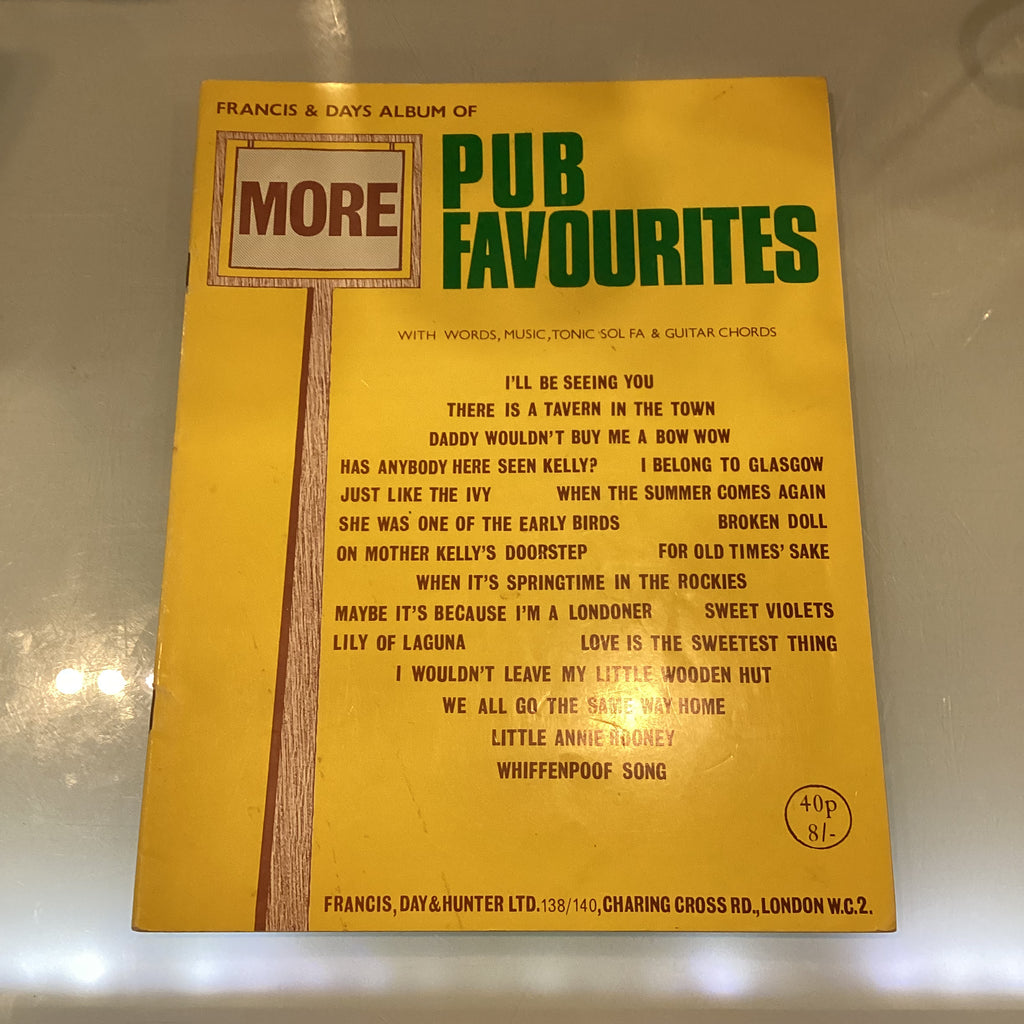 FRANCIS & DAYS ALBUM OF
MORE
PUB
FAVOURITES
WITH WORDS, MUSIC, TONIC SOL FA & GUITAR CHORDS
I'LL BE SEEING YOU
THERE IS A TAVERN IN THE TOWN
DADDY WOULDN'T BUY ME A BOW WOW
HAS ANYBODY HERE SEEN KELLY? I BELONG TO GLASGOW
JUST LIKE THE IVY WHEN THE SUMMER COMES AGAIN
SHE WAS ONE OF THE EARLY BIRDS BROKEN DOLL
ON MOTHER KELLY'S DOORSTEP FOR OLD TIMES' SAKE
WHEN IT'S SPRINGTIME IN THE ROCKIES
MAYBE IT'S BECAUSE I'M A LONDONER SWEET VIOLETS
LILY OF LAGUNA LOVE IS THE SWEETEST THING
I WOULDN'T LEAVE MY LITTLE WOODEN HUT
WE ALL GO THE SAME WAY HOME
LITTLE ANNIE ROONEY
WHIFFENPOOF SONG
40p
8/-
FRANCIS, DAY & HUNTER LTD. 138/140, CHARING CROSS RD., LONDON W.C.2.